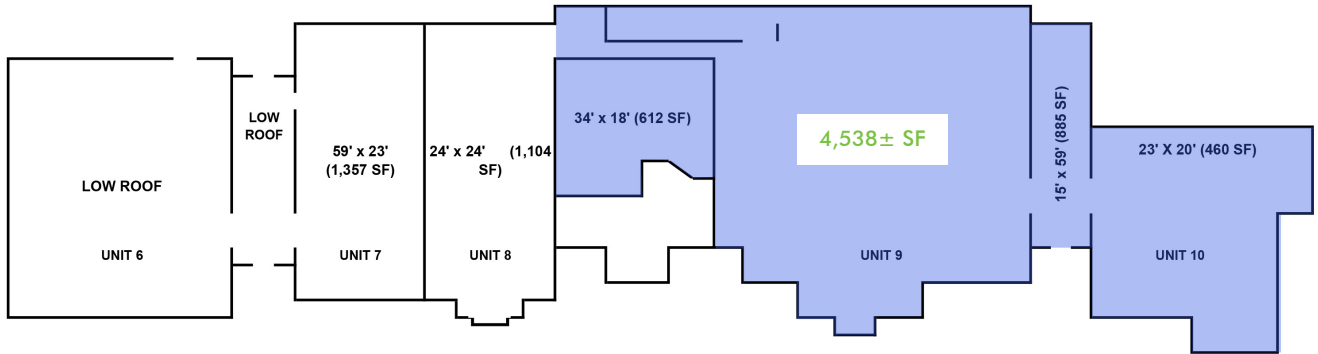 LOW ROOF
UNIT 6
LOW
ROOF
59' x 23'
(1,357 SF)
UNIT 7
24' x 24' (1,104
SF)
UNIT 8
34' x 18' (612 SF)
4,538± SF
UNIT 9
15' x 59' (885 SF)
23' X 20' (460 SF)
UNIT 10